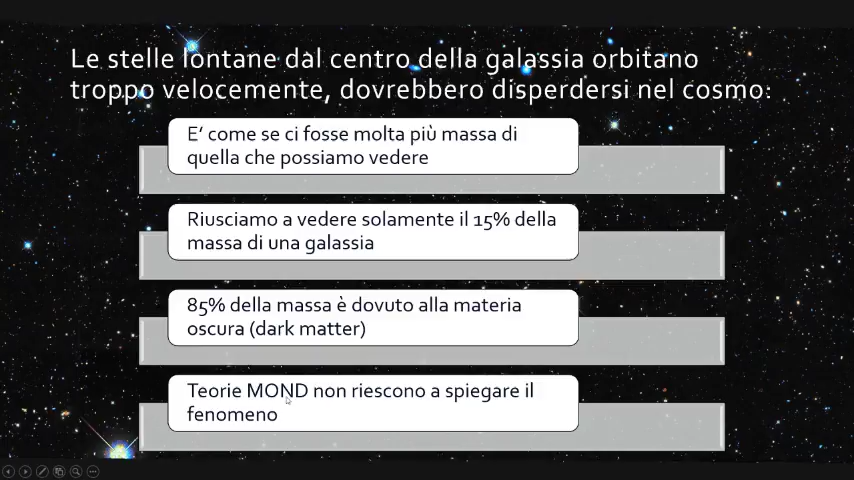 Le stelle lontane dal centro della galassia orbitano
troppo velocemente, dovrebbero disperdersi nel cosmo:
E‘ come se ci fosse molta più massa di
quella che possiamo vedere
Riusciamo a vedere solamente il 15% della
massa di una galassia
85% della massa è dovuto alla materia
oscura (dark matter)
Teorie MOND non riescono a spiegare il
fenomeno